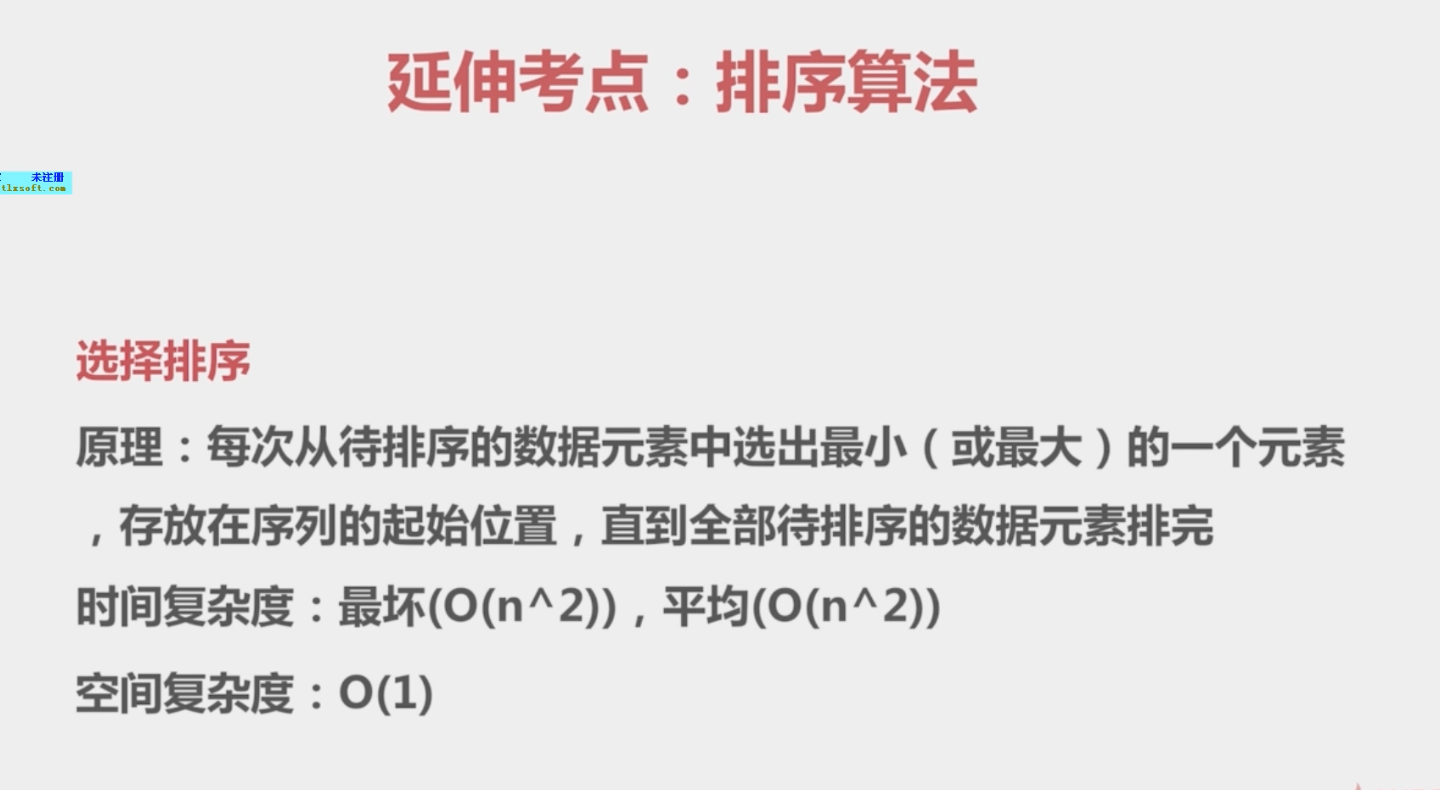 延伸考点：排序算法
未注册
tlxsoft.com
选择排序
原理：每次从待排序的数据元素中选出最小（或最大）的一个元素
，存放在序列的起始位置，直到全部待排序的数据元素排完
时间复杂度：最坏(O(n^2))，平均(O(n^2))
空间复杂度：O(1)